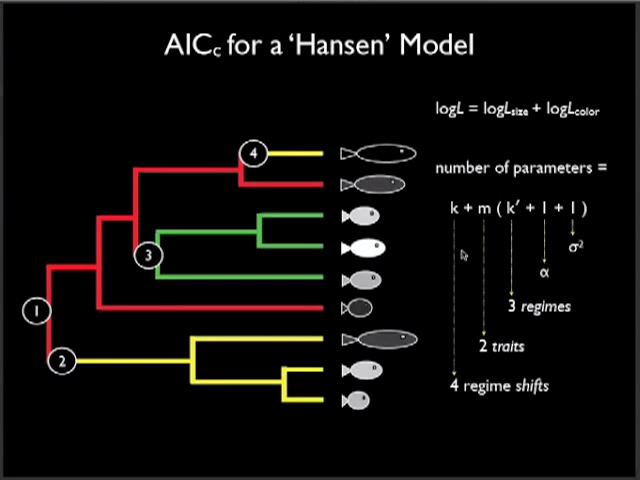 AICc for a ‘Hansen’ Model
logL = logLsize + logLcolor
number of parameters =
k + m ( k′ + 1 + 1 )
σ²
α
3 regimes
2 traits
4 regime shifts
4
3
1
2